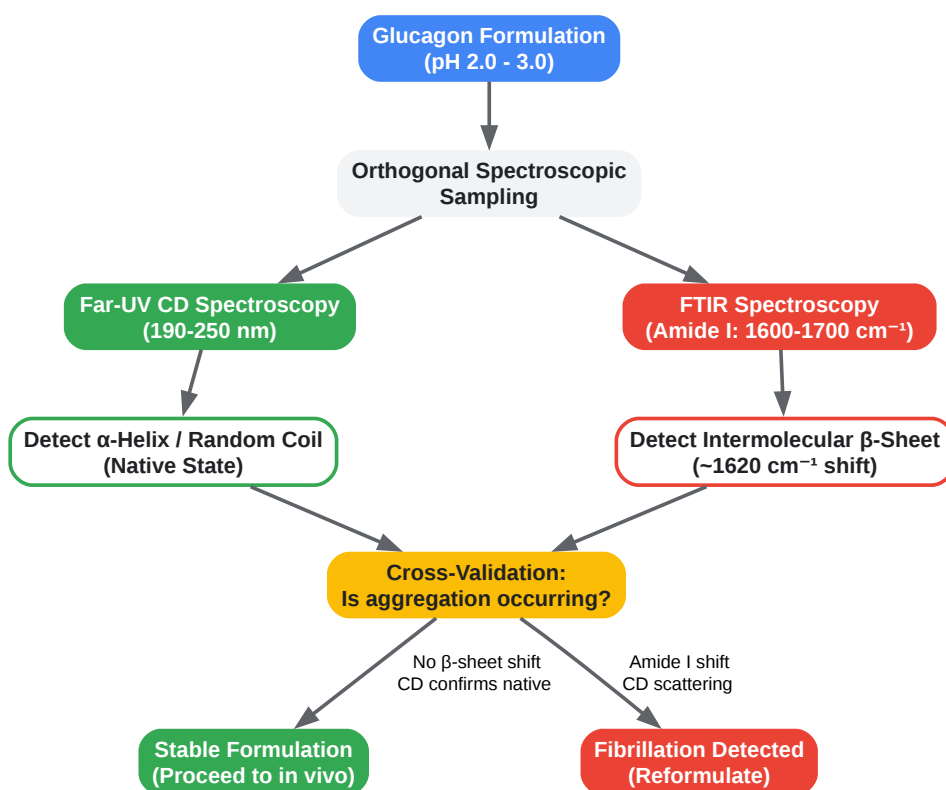 Glucagon Formulation
(pH 2.0 - 3.0)
Orthogonal Spectroscopic
Sampling
Far-UV CD Spectroscopy
(190-250 nm)
FTIR Spectroscopy
(Amide I: 1600-1700 cm⁻¹)
Detect α-Helix / Random Coil
(Native State)
Detect Intermolecular β-Sheet
(~1620 cm⁻¹ shift)
Cross-Validation:
Is aggregation occurring?
No β-sheet shift
CD confirms native
Amide I shift
CD scattering
Stable Formulation
(Proceed to in vivo)
Fibrillation Detected
(Reformulate)